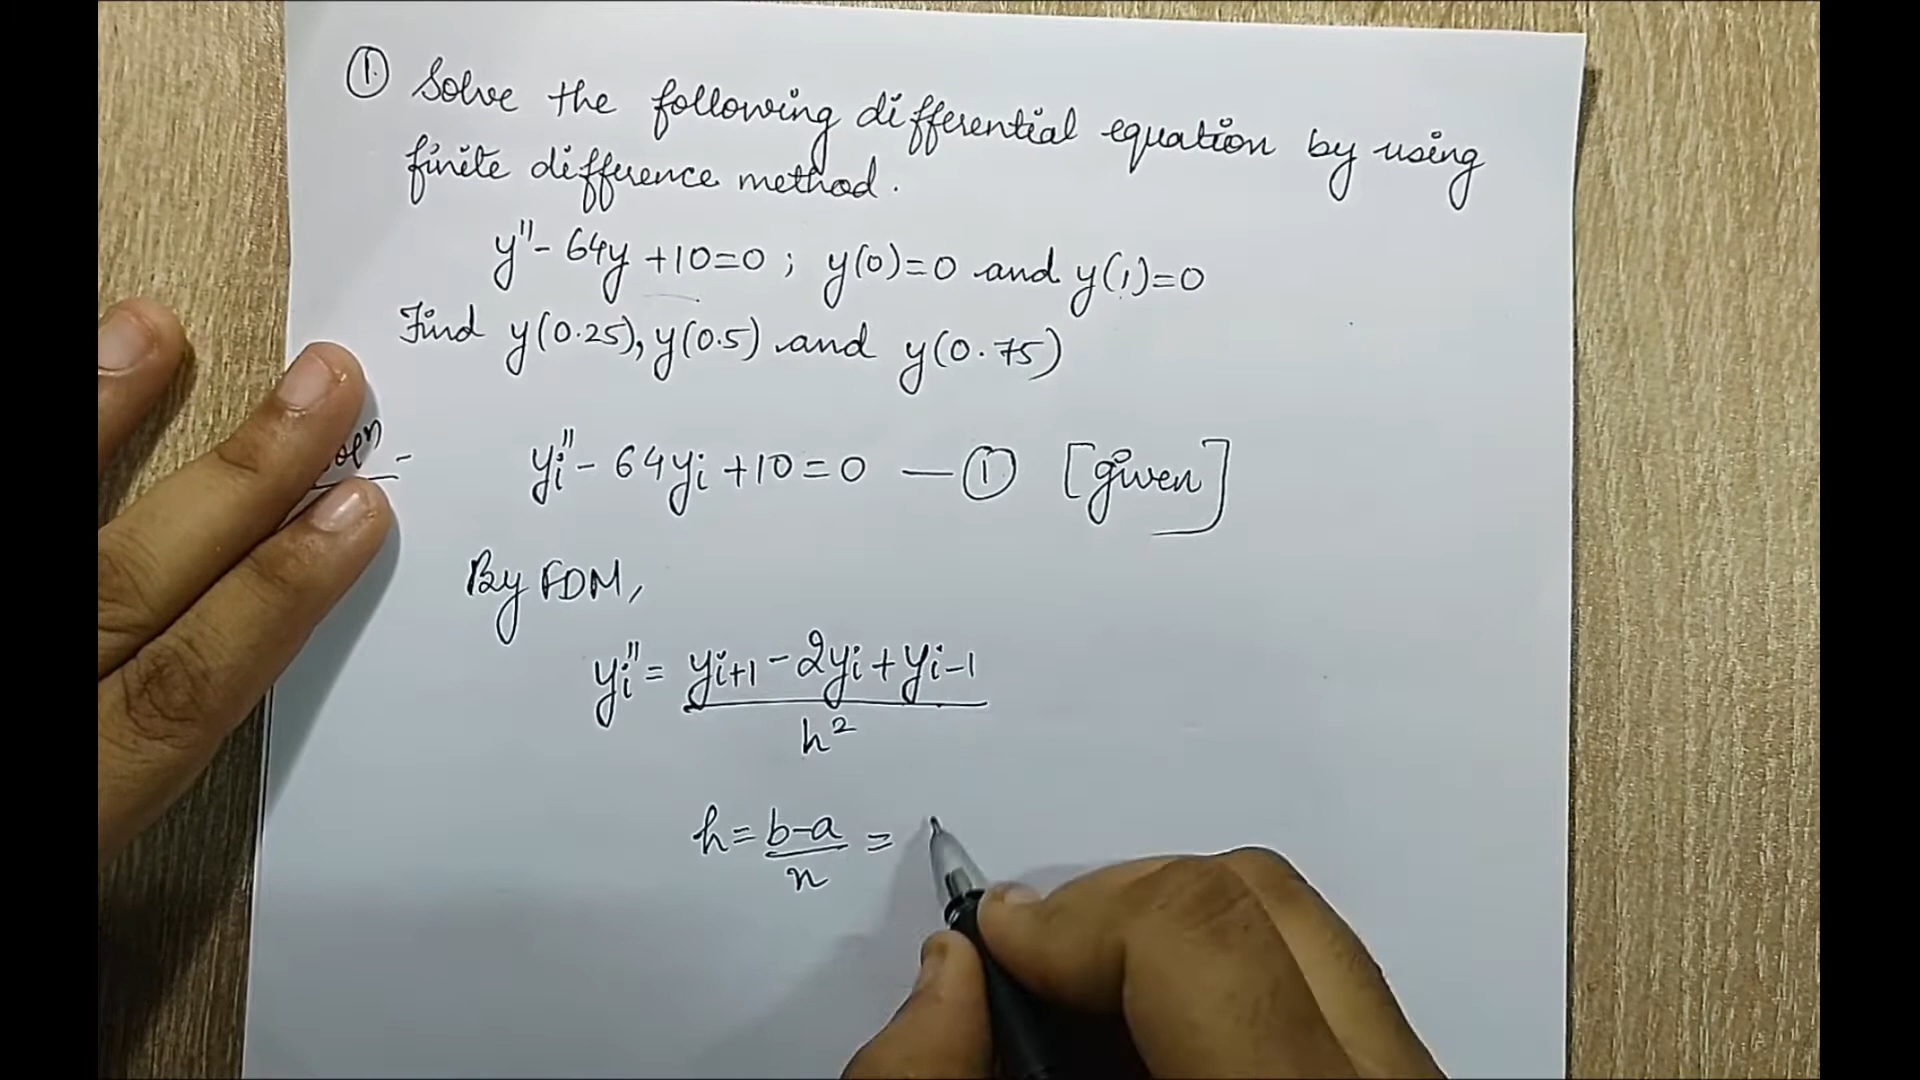 ① Solve the following differential equation by using
finite difference method.
y'' - 64y + 10 = 0 ; y(0) = 0 and y(1) = 0
Find y(0.25), y(0.5) and y(0.75)
yi'' - 64yi + 10 = 0 — ① [given]
By FDM,
yi'' = yi+1 - 2yi + yi-1
h²
h = b-a =
n